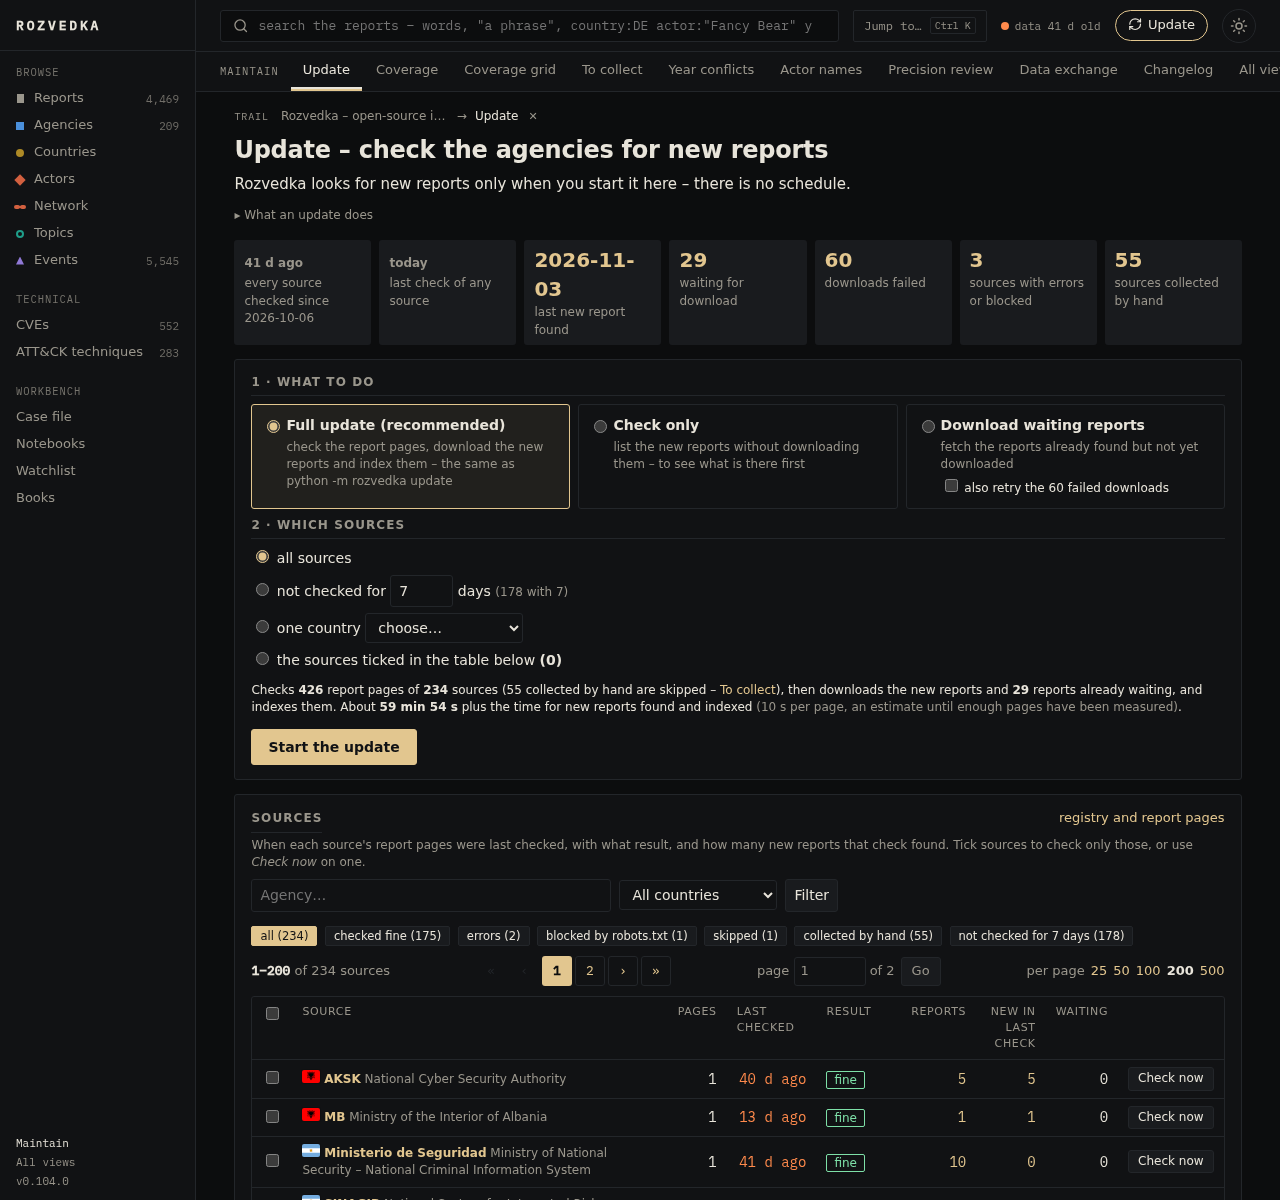 ROZVEDKA
search the reports – words, "a phrase", country:DE actor:"Fancy Bear" y
Jump to… Ctrl K
data 41 d old
Update
MAINTAIN Update Coverage Coverage grid To collect Year conflicts Actor names Precision review Data exchange Changelog All vie
BROWSE
Reports 4,469
Agencies 209
Countries
Actors
Network
Topics
Events 5,545
TECHNICAL
CVEs 552
ATT&CK techniques 283
WORKBENCH
Case file
Notebooks
Watchlist
Books
Maintain
All views
v0.104.0
TRAIL Rozvedka – open-source i… → Update ×
Update – check the agencies for new reports
Rozvedka looks for new reports only when you start it here – there is no schedule.
▸ What an update does
41 d ago
every source
checked since
2026-10-06
today
last check of any
source
2026-11-
03
last new report
found
29
waiting for
download
60
downloads failed
3
sources with errors
or blocked
55
sources collected
by hand
1 · WHAT TO DO
Full update (recommended)
check the report pages, download the new
reports and index them – the same as
python -m rozvedka update
Check only
list the new reports without downloading
them – to see what is there first
Download waiting reports
fetch the reports already found but not yet
downloaded
also retry the 60 failed downloads
2 · WHICH SOURCES
all sources
not checked for 7 days (178 with 7)
one country choose…
the sources ticked in the table below (0)
Checks 426 report pages of 234 sources (55 collected by hand are skipped – To collect), then downloads the new reports and 29 reports already waiting, and
indexes them. About 59 min 54 s plus the time for new reports found and indexed (10 s per page, an estimate until enough pages have been measured).
Start the update
SOURCES registry and report pages
When each source's report pages were last checked, with what result, and how many new reports that check found. Tick sources to check only those, or use
Check now on one.
Agency… All countries Filter
all (234) checked fine (175) errors (2) blocked by robots.txt (1) skipped (1) collected by hand (55) not checked for 7 days (178)
1–200 of 234 sources « ‹ 1 2 › » page 1 of 2 Go per page 25 50 100 200 500
SOURCE PAGES LAST CHECKED RESULT REPORTS NEW IN LAST CHECK WAITING
AKSK National Cyber Security Authority 1 40 d ago fine 5 5 0 Check now
MB Ministry of the Interior of Albania 1 13 d ago fine 1 1 0 Check now
Ministerio de Seguridad Ministry of National
Security – National Criminal Information System 1 41 d ago fine 10 0 0 Check now